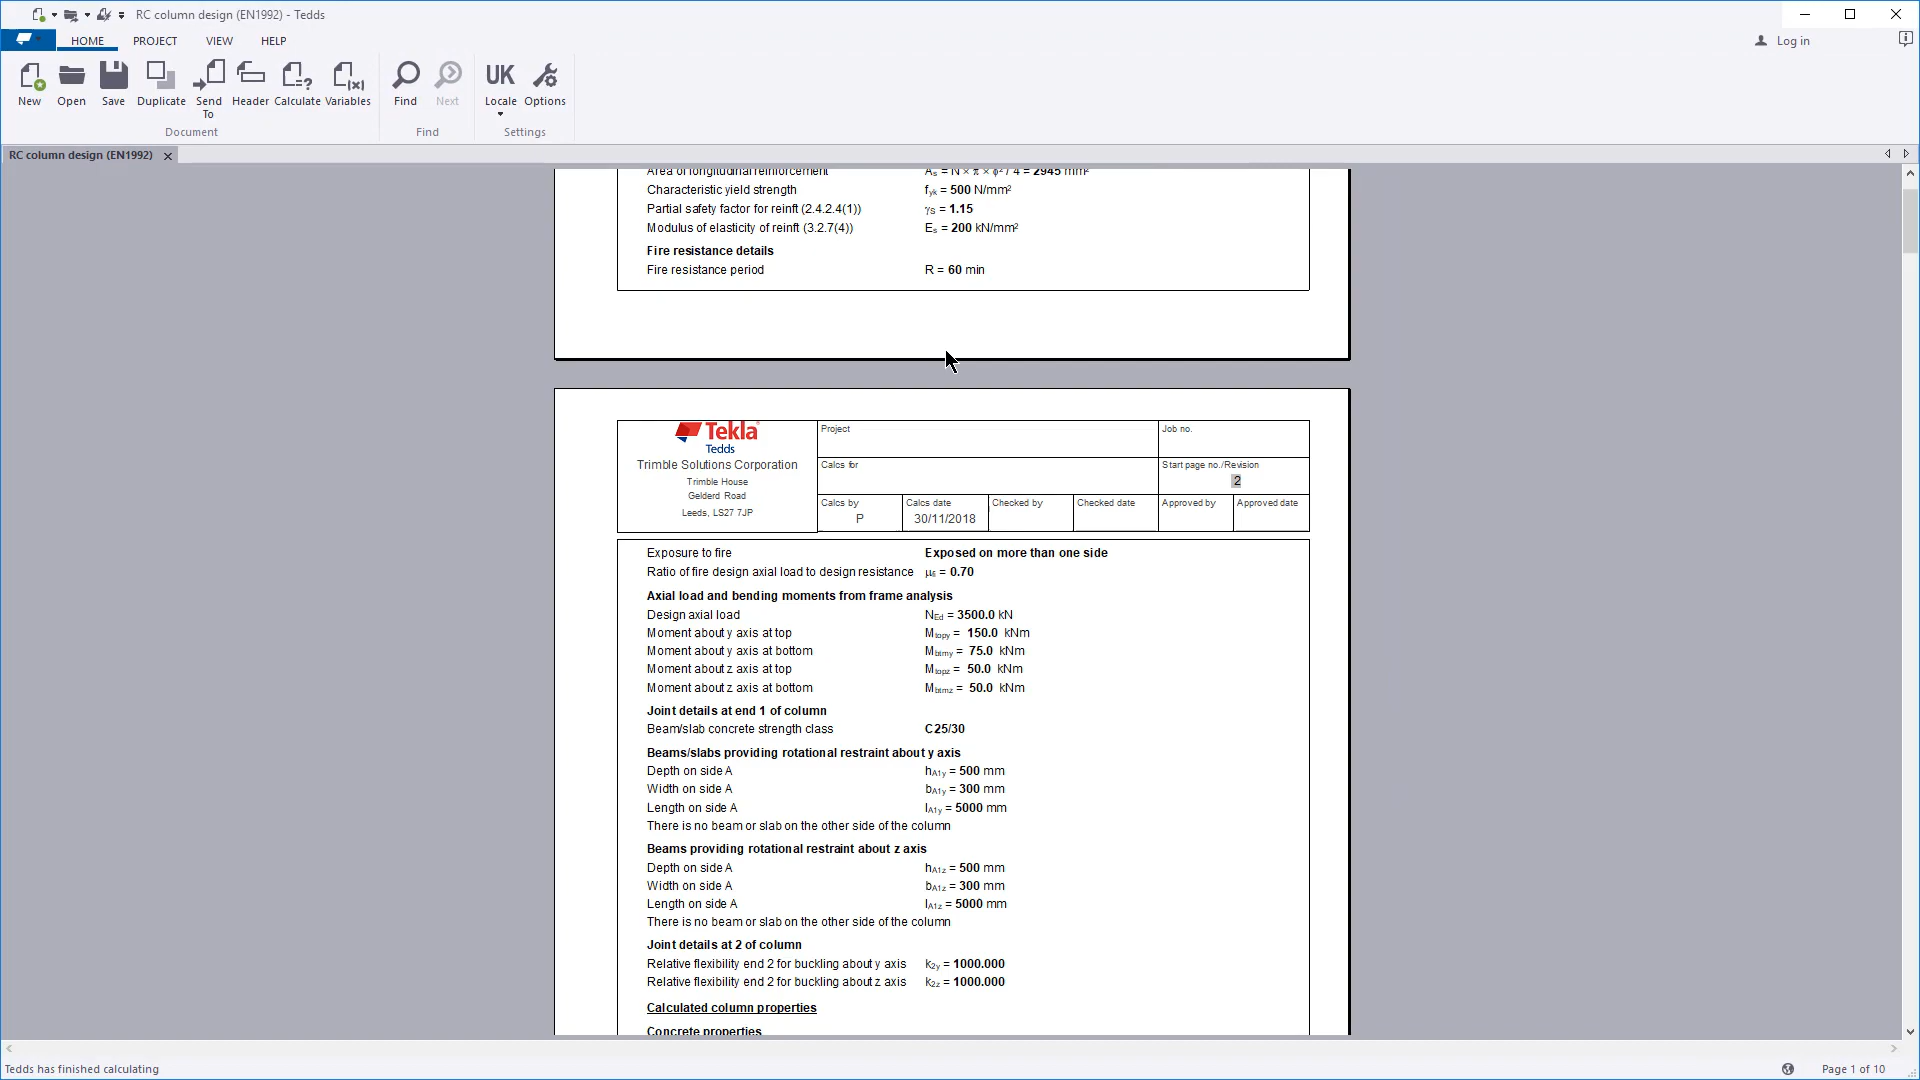 RC column design (EN1992) - Tedds
HOME PROJECT VIEW HELP
Log in
New Open Save Duplicate Send To Header Calculate Variables Find Next UK Locale Options
Document Find Settings
RC column design (EN1992)
Area of longitudinal reinforcement As = N × π × ϕ² / 4 = 2945 mm²
Characteristic yield strength fyk = 500 N/mm²
Partial safety factor for reinft (2.4.2.4(1)) γS = 1.15
Modulus of elasticity of reinft (3.2.7(4)) Es = 200 kN/mm²
Fire resistance details
Fire resistance period R = 60 min
Tekla
Tedds
Trimble Solutions Corporation
Trimble House
Gelderd Road
Leeds, LS27 7JP
Project Job no.
Calcs for Start page no./Revision
2
Calcs by Calcs date Checked by Checked date Approved by Approved date
P 30/11/2018
Exposure to fire Exposed on more than one side
Ratio of fire design axial load to design resistance μfi = 0.70
Axial load and bending moments from frame analysis
Design axial load NEd = 3500.0 kN
Moment about y axis at top Mtopy = 150.0 kNm
Moment about y axis at bottom Mbtmy = 75.0 kNm
Moment about z axis at top Mtopz = 50.0 kNm
Moment about z axis at bottom Mbtmz = 50.0 kNm
Joint details at end 1 of column
Beam/slab concrete strength class C25/30
Beams/slabs providing rotational restraint about y axis
Depth on side A hA1y = 500 mm
Width on side A bA1y = 300 mm
Length on side A lA1y = 5000 mm
There is no beam or slab on the other side of the column
Beams providing rotational restraint about z axis
Depth on side A hA1z = 500 mm
Width on side A bA1z = 300 mm
Length on side A lA1z = 5000 mm
There is no beam or slab on the other side of the column
Joint details at 2 of column
Relative flexibility end 2 for buckling about y axis k2y = 1000.000
Relative flexibility end 2 for buckling about z axis k2z = 1000.000
Calculated column properties
Concrete properties
Tedds has finished calculating
Page 1 of 10